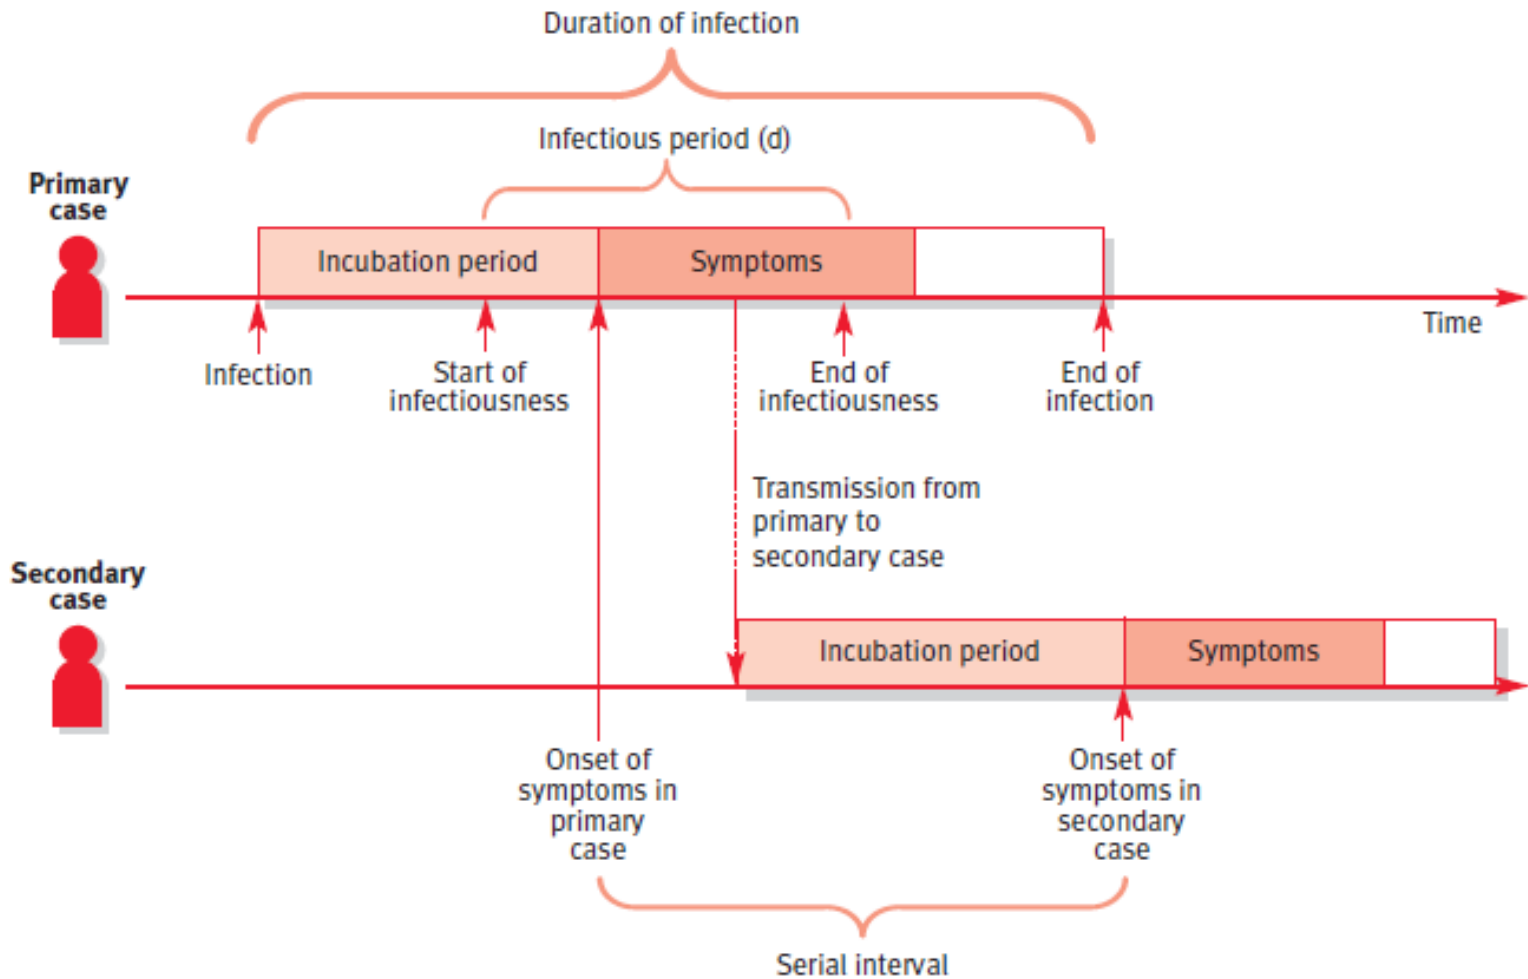 Duration of infection
Infectious period (d)
Primary
case
Incubation period
Symptoms
Time
Infection
Start of
infectiousness
End of
infectiousness
End of
infection
Transmission from
primary to
secondary case
Secondary
case
Incubation period
Symptoms
Onset of
symptoms in
primary
case
Onset of
symptoms in
secondary
case
Serial interval